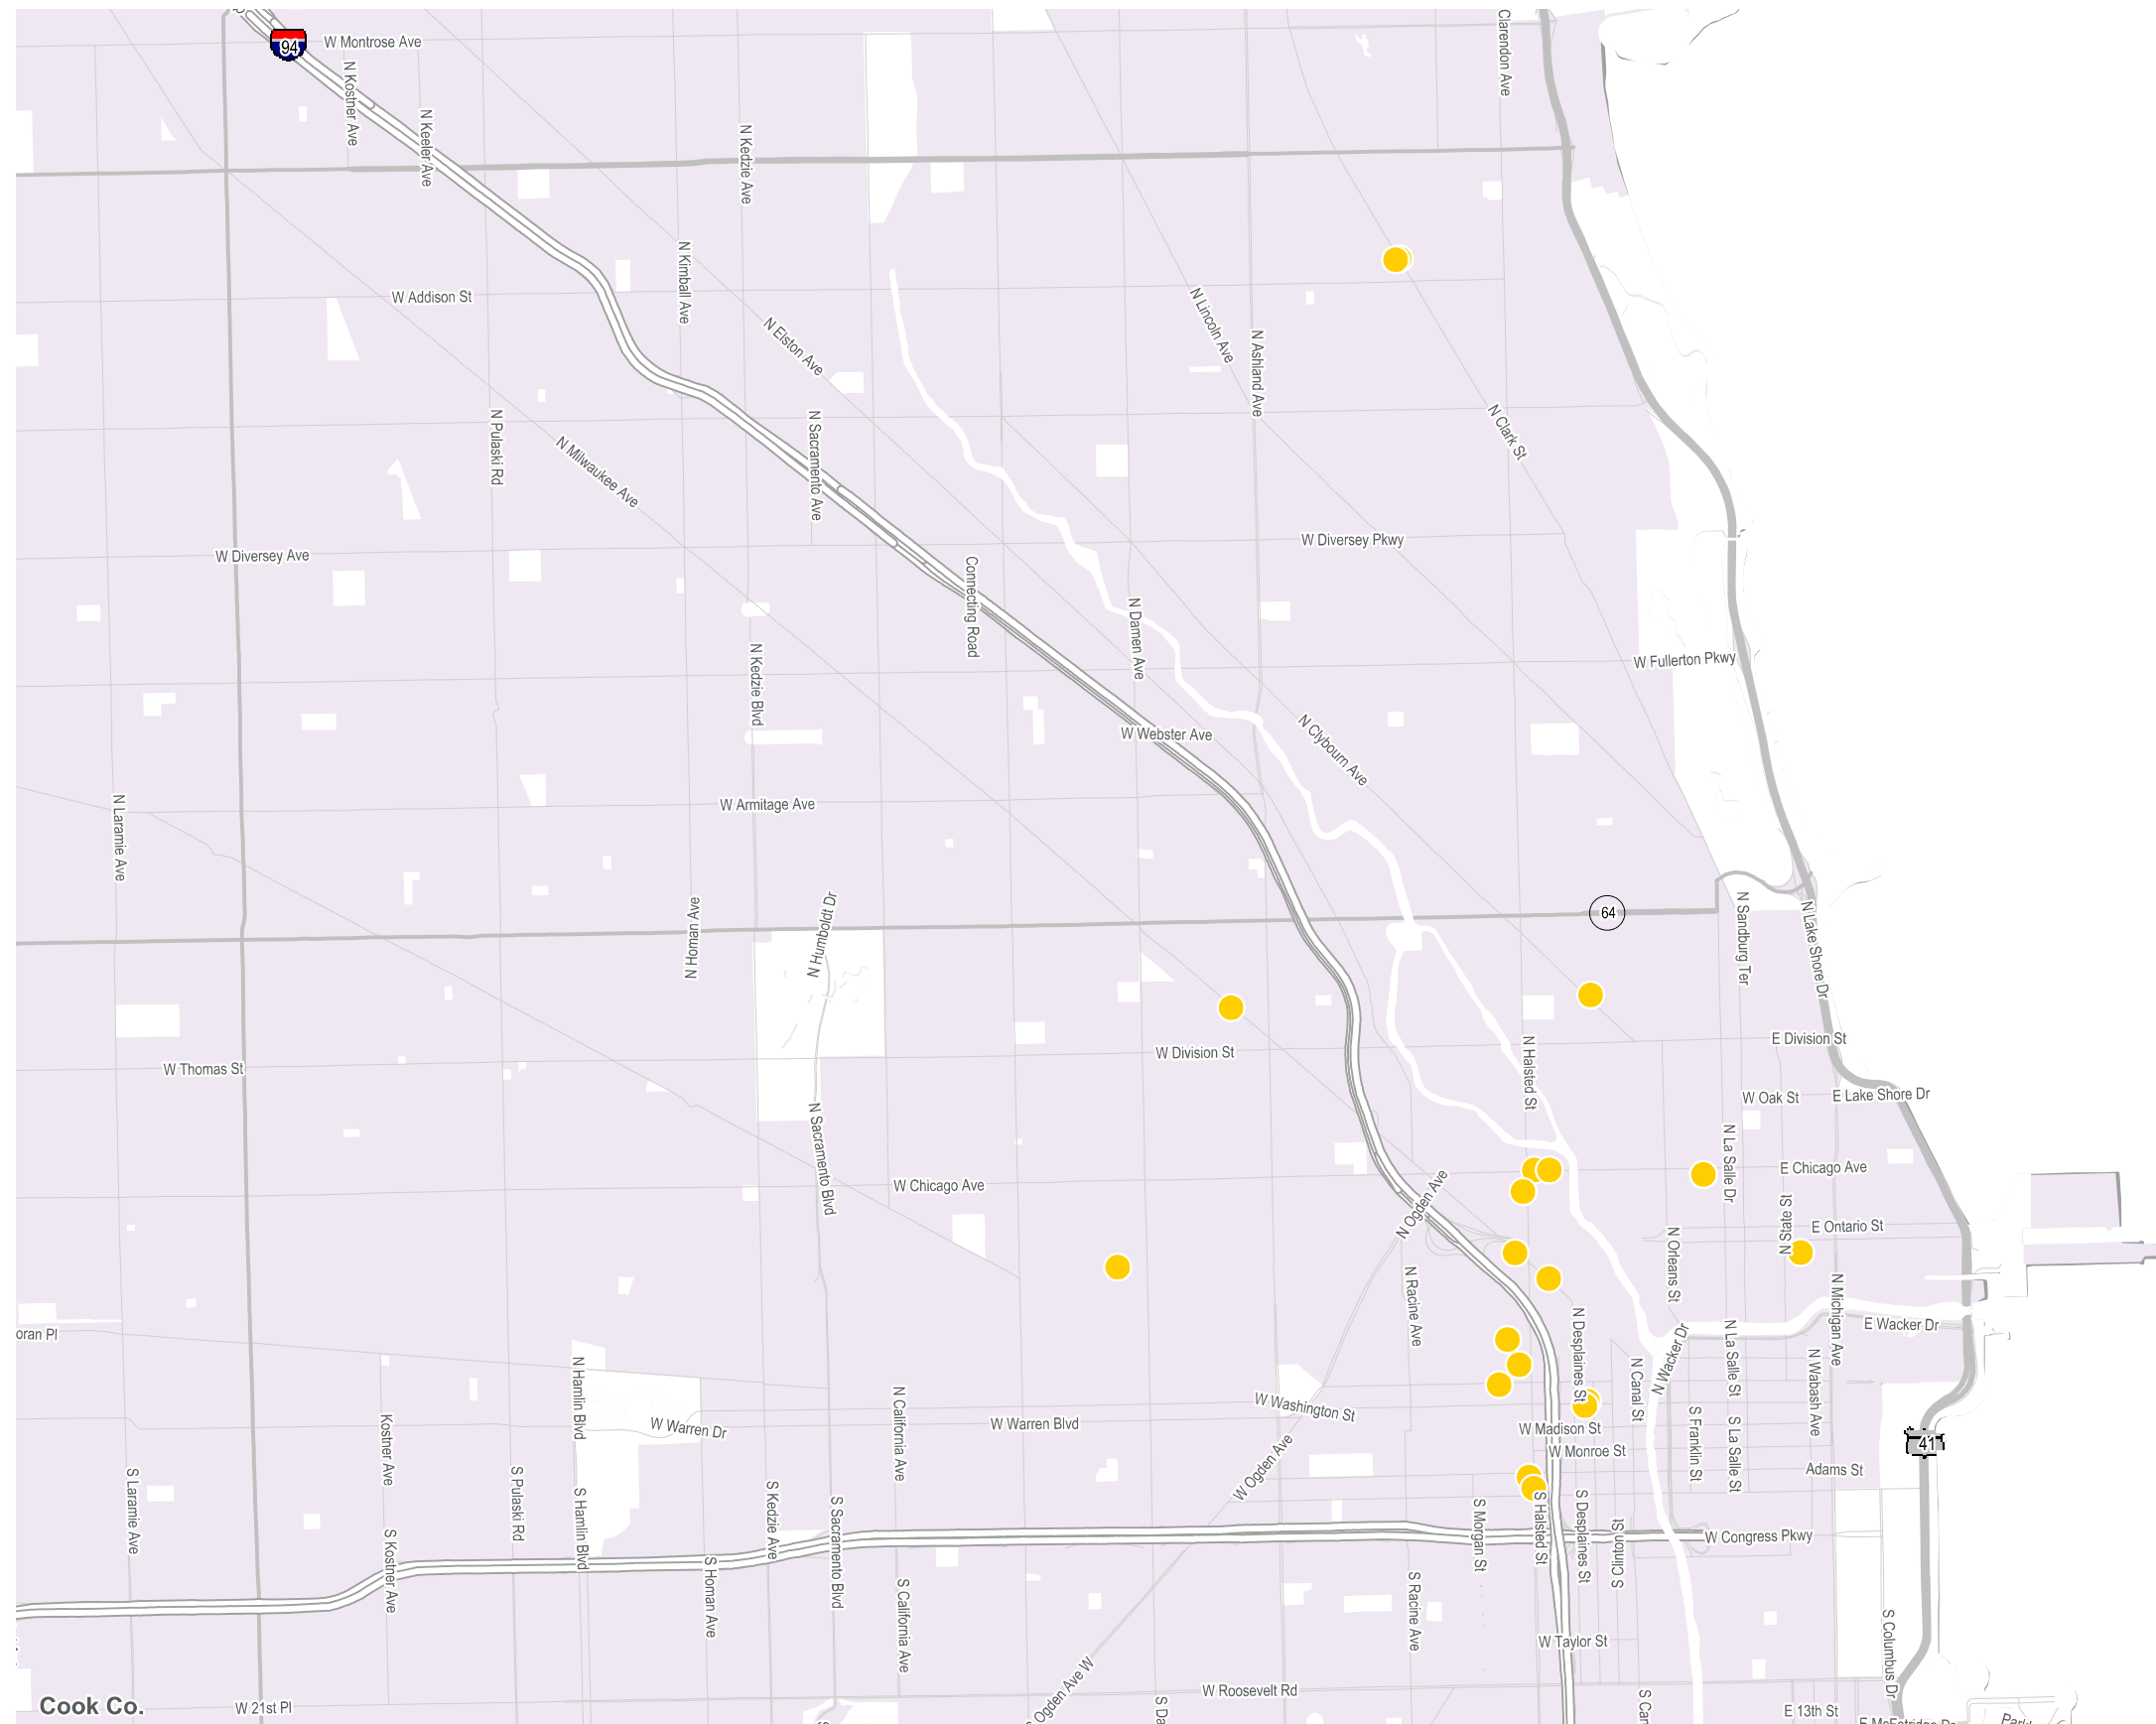 94
W Montrose Ave
Clarendon Ave
N Kostner Ave
N Keeler Ave
N Kedzie Ave
N Kimball Ave
W Addison St
N Elston Ave
N Lincoln Ave
N Ashland Ave
N Clark St
N Pulaski Rd
N Milwaukee Ave
N Sacramento Ave
W Diversey Ave
W Diversey Pkwy
Connecting Road
N Damen Ave
N Kedzie Blvd
W Fullerton Pkwy
W Webster Ave
N Clybourn Ave
N Laramie Ave
W Armitage Ave
N Homan Ave
N Humboldt Dr
64
N Sandburg Ter
N Lake Shore Dr
W Thomas St
W Division St
E Division St
N Halsted St
W Oak St
E Lake Shore Dr
N Sacramento Blvd
N La Salle Dr
W Chicago Ave
E Chicago Ave
N Ogden Ave
N State St
E Ontario St
N Orleans St
N Racine Ave
N Michigan Ave
oran Pl
N Desplaines St
E Wacker Dr
N Wacker Dr
N La Salle St
N Canal St
N Wabash Ave
N Hamlin Blvd
N California Ave
W Washington St
Kostner Ave
W Warren Dr
W Warren Blvd
W Madison St
W Monroe St
S Franklin St
S La Salle St
41
Adams St
W Ogden Ave
S Laramie Ave
S Pulaski Rd
S Hamlin Blvd
S Kedzie Ave
S Sacramento Blvd
S Morgan St
S Halsted St
S Desplaines St
S Clinton St
W Congress Pkwy
S Kostner Ave
S Homan Ave
S California Ave
S Racine Ave
S Columbus Dr
W Taylor St
Ogden Ave W
W Roosevelt Rd
Cook Co.
W 21st Pl
S Da
S Can
E 13th St
E McFetridge Dr
Park